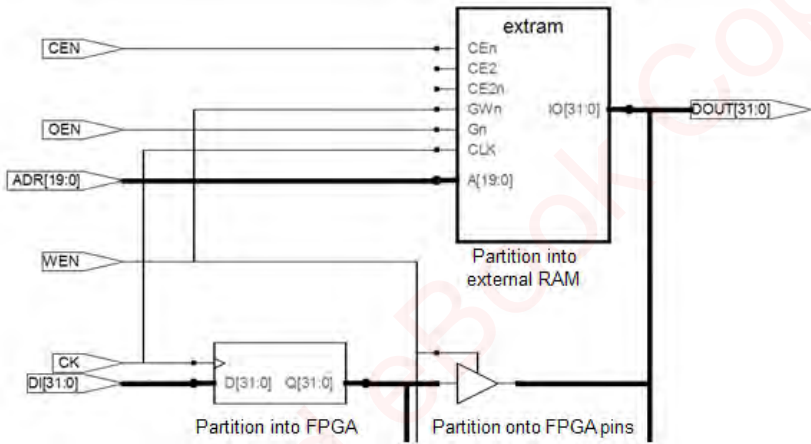 extram
CEN
CEn
CE2
CE2n
GWn
IO[31:0]
DOUT[31:0]
OEN
Gn
CLK
ADR[19:0]
A[19:0]
WEN
Partition into
external RAM
CK
DI[31:0]
D[31:0] Q[31:0]
Partition into FPGA
Partition onto FPGA pins
eBook Co